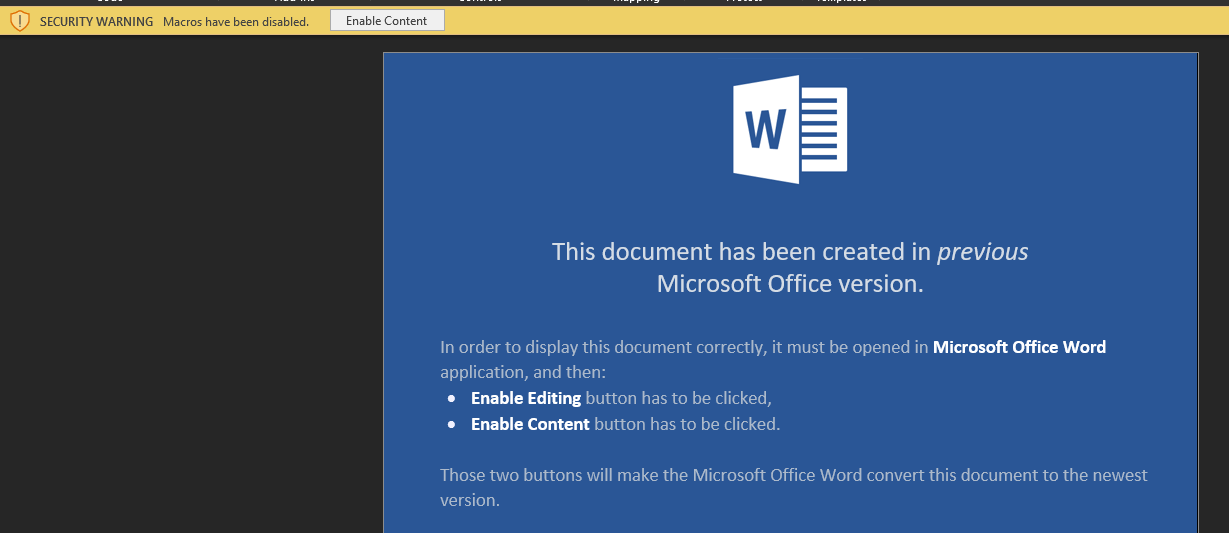 SECURITY WARNING Macros have been disabled. Enable Content
W
This document has been created in previous
Microsoft Office version.
In order to display this document correctly, it must be opened in Microsoft Office Word
application, and then:
• Enable Editing button has to be clicked,
• Enable Content button has to be clicked.
Those two buttons will make the Microsoft Office Word convert this document to the newest
version.